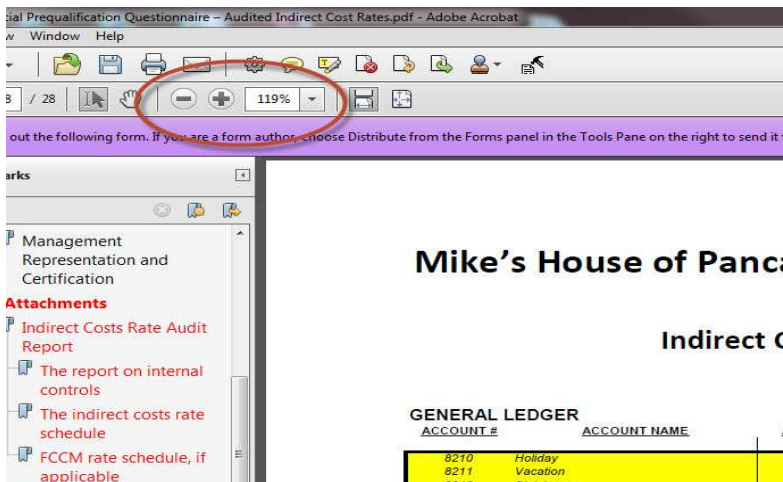 cial Prequalification Questionnaire – Audited Indirect Cost Rates.pdf - Adobe Acrobat
w Window Help
/ 28 119%
out the following form. If you are a form author, choose Distribute from the Forms panel in the Tools Pane on the right to send it
arks
Management
Representation and
Certification
Attachments
Indirect Costs Rate Audit
Report
The report on internal
controls
The indirect costs rate
schedule
FCCM rate schedule, if
applicable
Mike's House of Panca
Indirect C
GENERAL LEDGER
ACCOUNT # ACCOUNT NAME
8210 Holiday
8211 Vacation